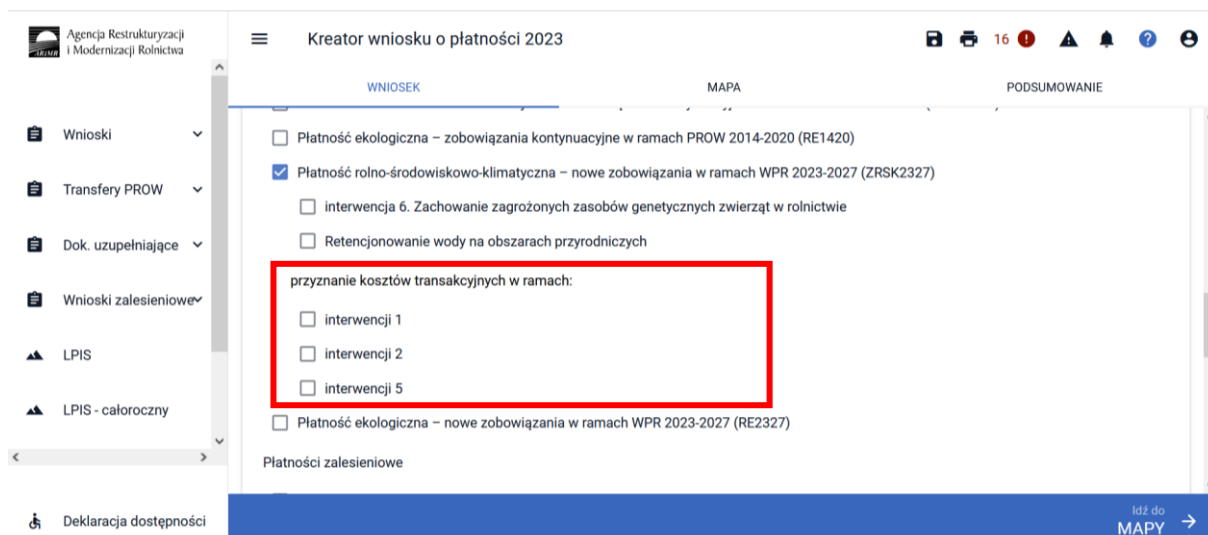 Agencja Restrukturyzacji
i Modernizacji Rolnictwa
ARiMR
Kreator wniosku o płatności 2023
16
WNIOSEK
MAPA
PODSUMOWANIE
Wnioski
Transfery PROW
Dok. uzupełniające
Wnioski zalesieniowe
LPIS
LPIS - całoroczny
Deklaracja dostępności
Płatność ekologiczna – zobowiązania kontynuacyjne w ramach PROW 2014-2020 (RE1420)
Płatność rolno-środowiskowo-klimatyczna – nowe zobowiązania w ramach WPR 2023-2027 (ZRSK2327)
interwencja 6. Zachowanie zagrożonych zasobów genetycznych zwierząt w rolnictwie
Retencjonowanie wody na obszarach przyrodniczych
przyznanie kosztów transakcyjnych w ramach:
interwencji 1
interwencji 2
interwencji 5
Płatność ekologiczna – nowe zobowiązania w ramach WPR 2023-2027 (RE2327)
Płatności zalesieniowe
Idź do
MAPY